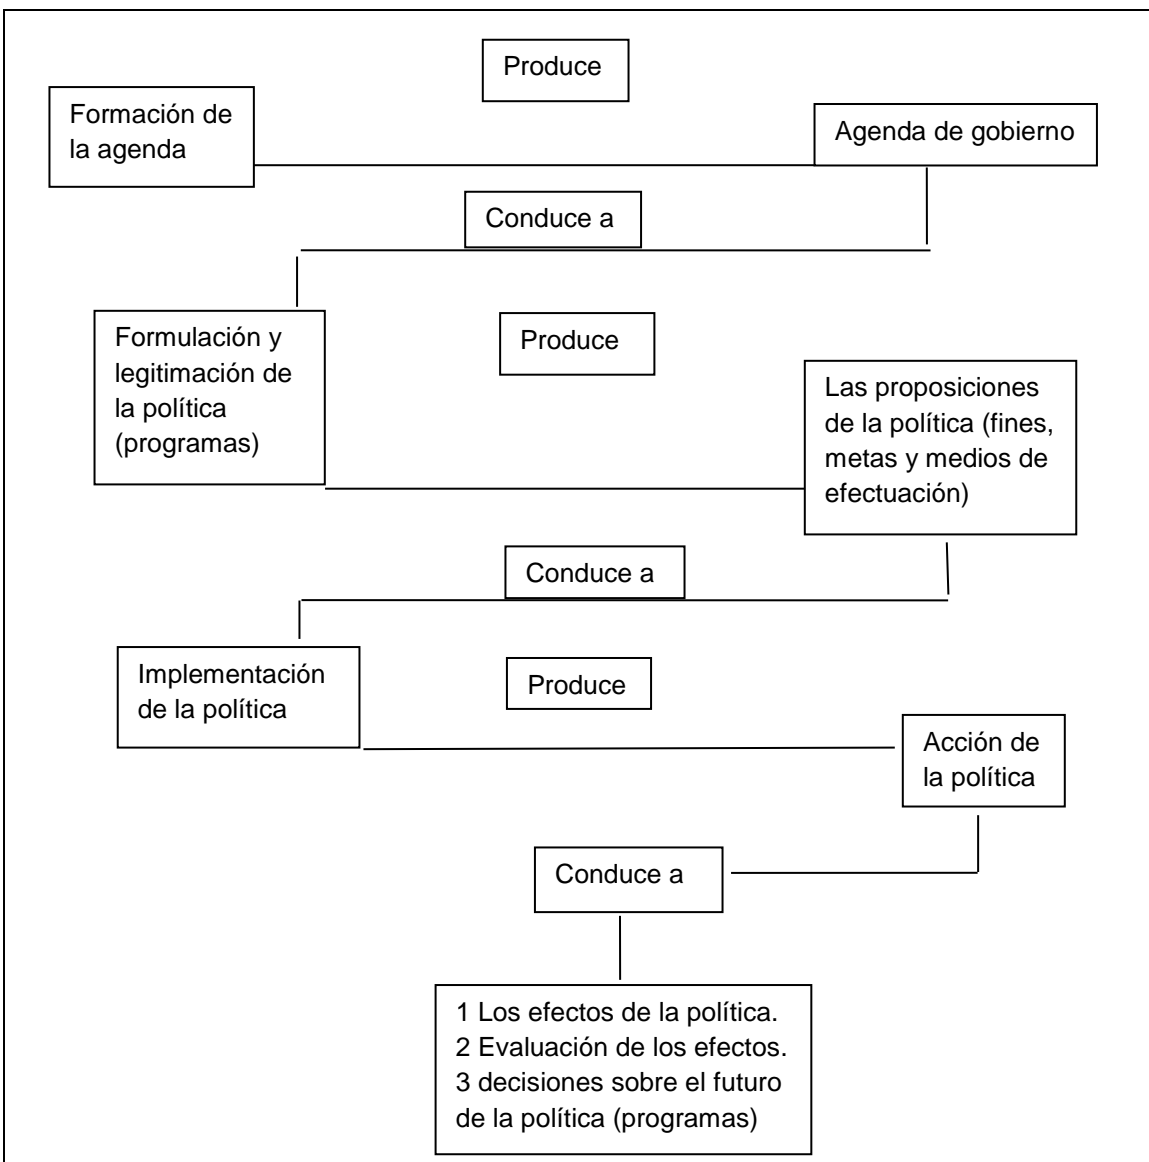 Produce
Formación de
la agenda
Agenda de gobierno
Conduce a
Formulación y
legitimación de
la política
(programas)
Produce
Las proposiciones
de la política (fines,
metas y medios de
efectuación)
Conduce a
Implementación
de la política
Produce
Acción de
la política
Conduce a
1 Los efectos de la política.
2 Evaluación de los efectos.
3 decisiones sobre el futuro
de la política (programas)